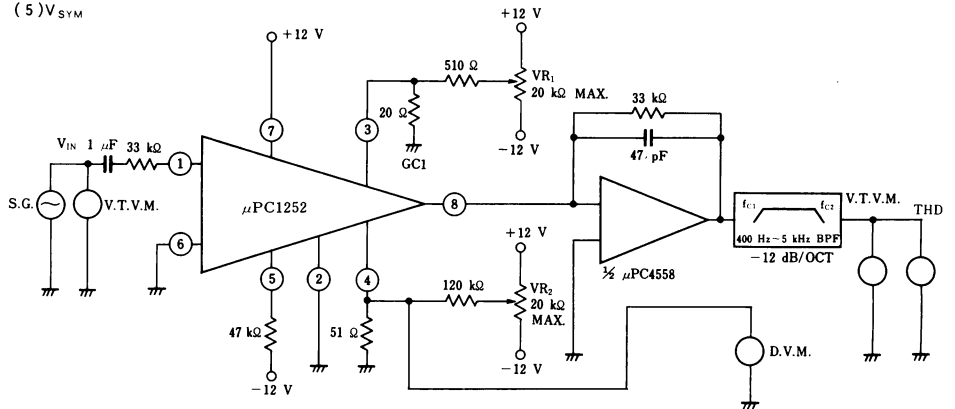 (5) V SYM
+12 V
+12 V
510 Ω
VR1
20 kΩ MAX.
20 Ω
−12 V
GC1
33 kΩ
47 pF
VIN 1 μF 33 kΩ
7
3
1
S.G.
V.T.V.M.
μPC1252
8
6
5
2
4
47 kΩ
−12 V
51 Ω
120 kΩ
+12 V
VR2
20 kΩ
MAX.
−12 V
½ μPC4558
fC1 fC2
400 Hz~5 kHz BPF
−12 dB/OCT
V.T.V.M.
THD
D.V.M.